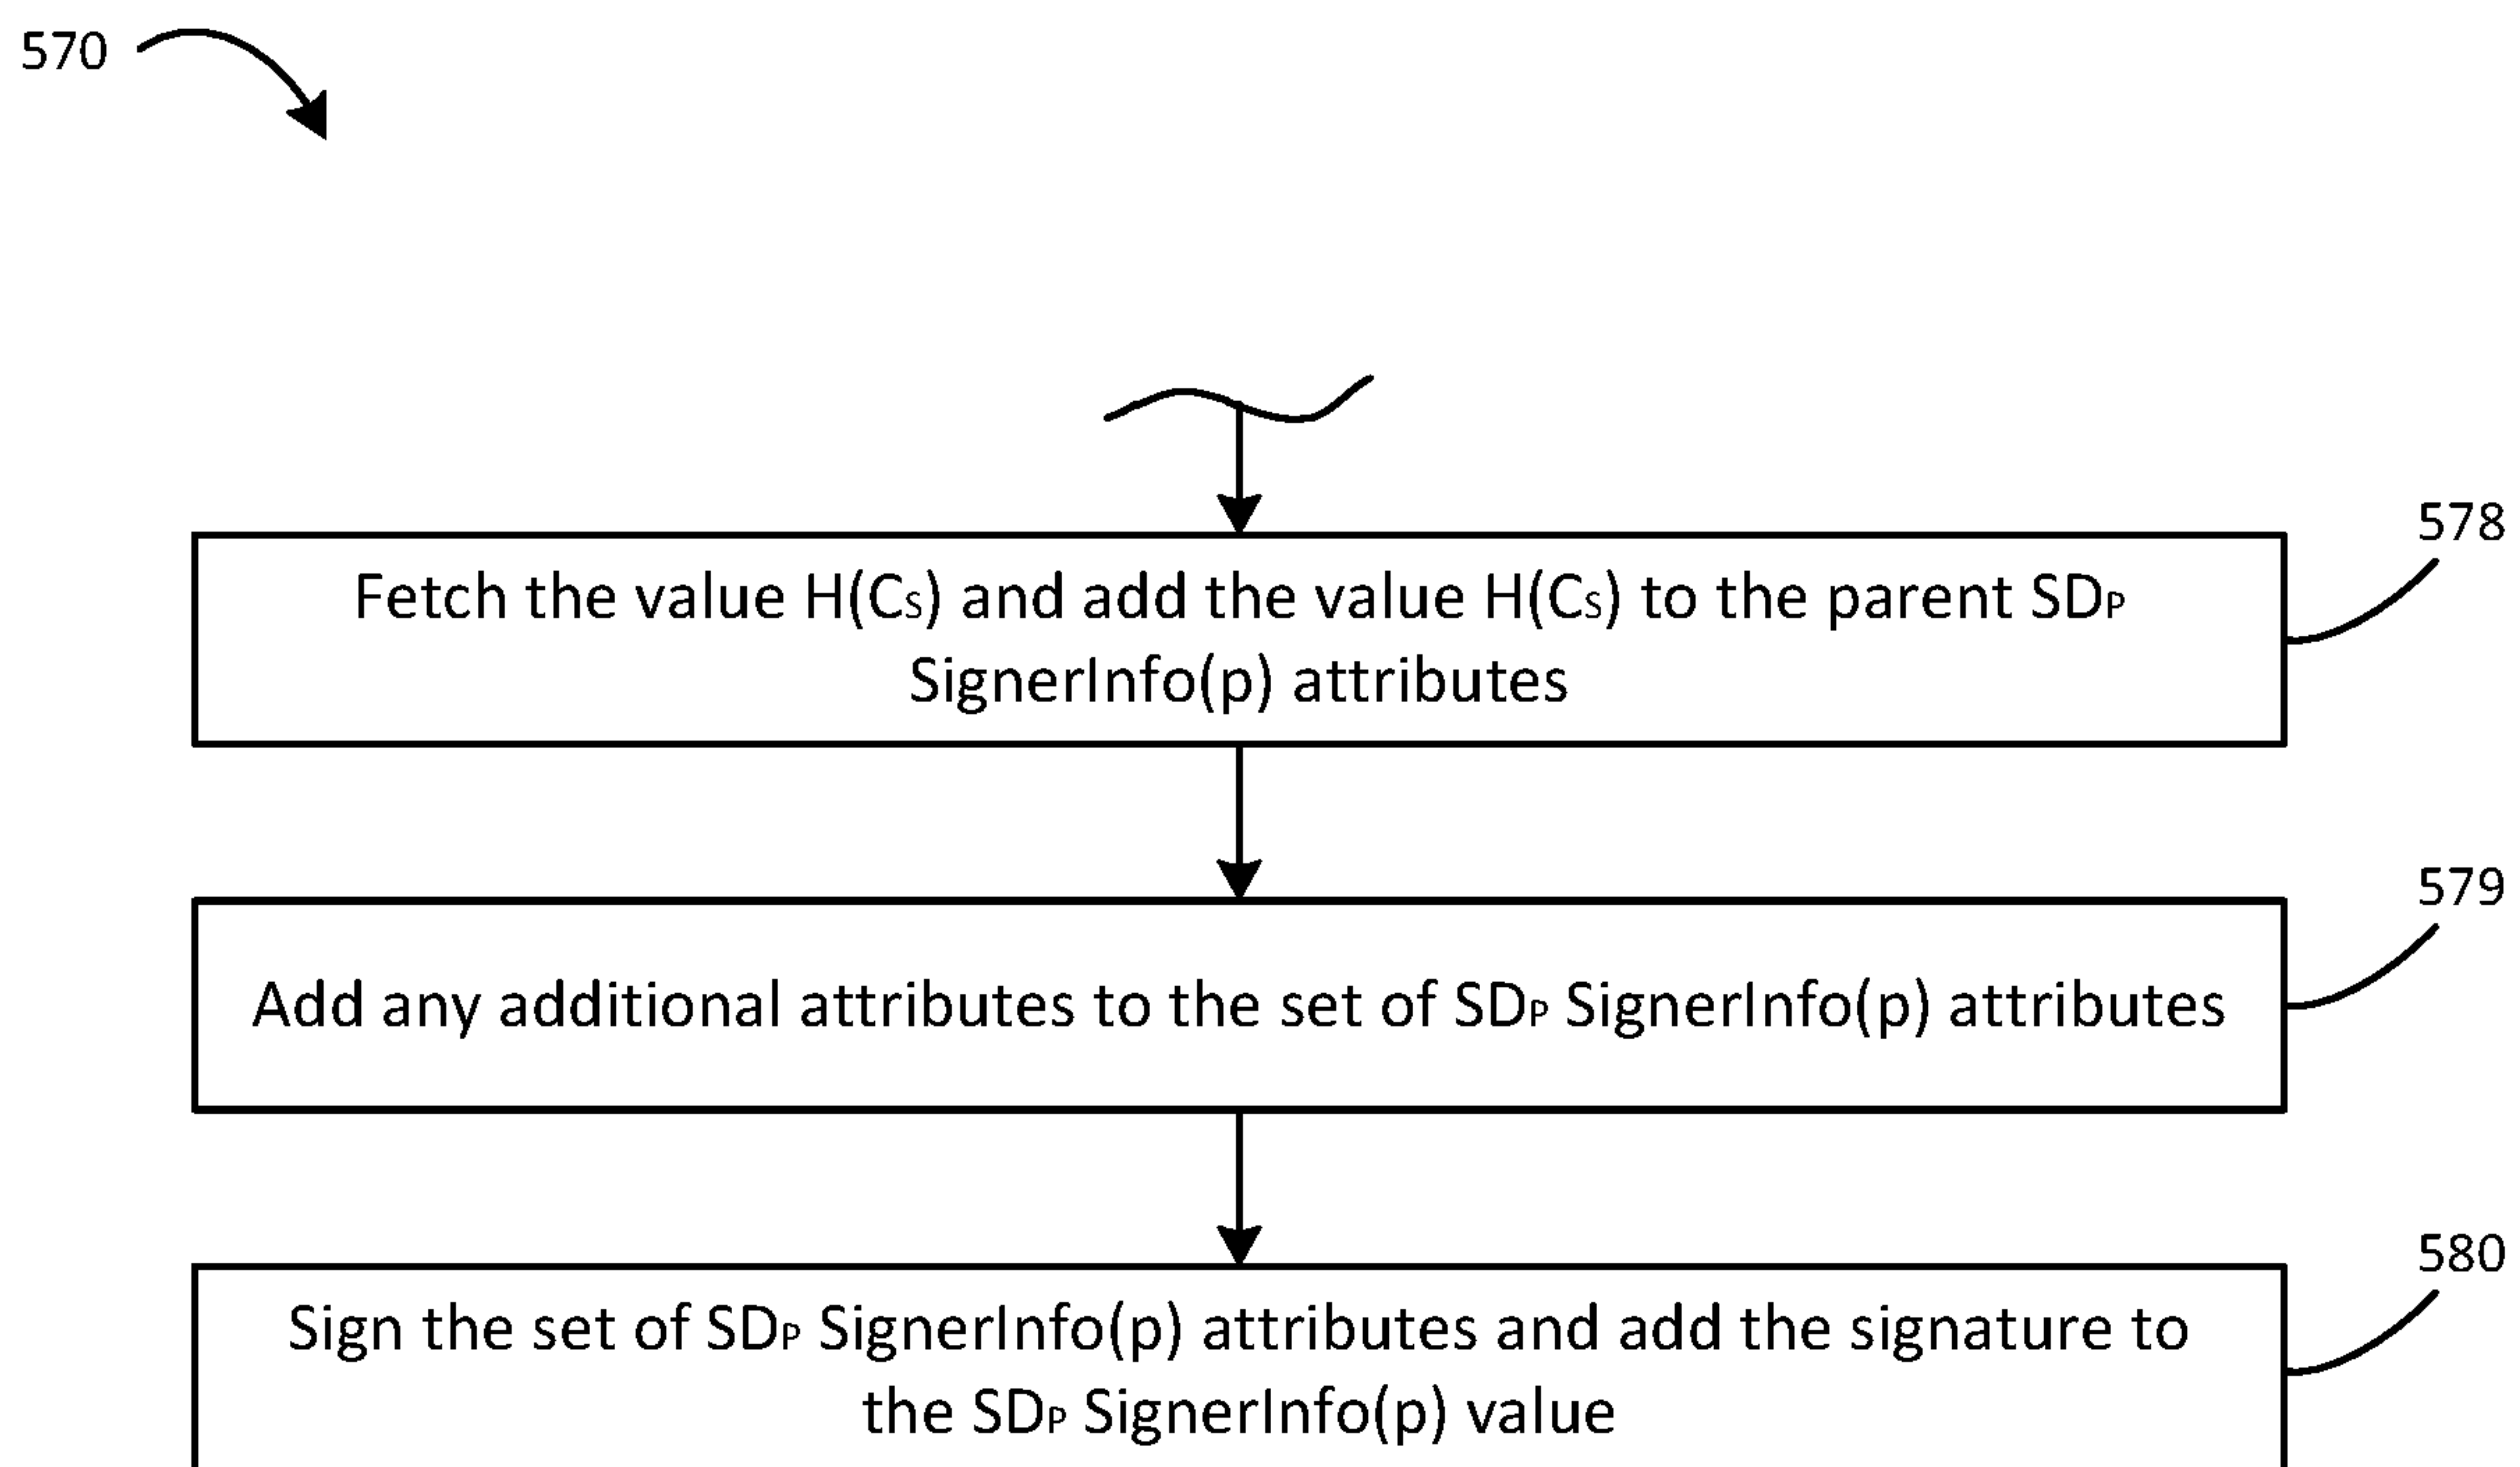 570
578
Fetch the value H(Cs) and add the value H(Cs) to the parent SDP
SignerInfo(p) attributes
579
Add any additional attributes to the set of SDP SignerInfo(p) attributes
580
Sign the set of SDP SignerInfo(p) attributes and add the signature to
the SDP SignerInfo(p) value